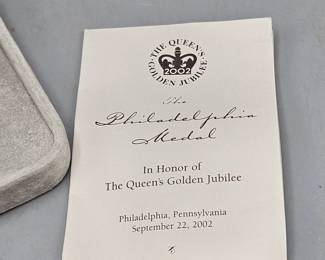 THE QUEEN'S
GOLDEN JUBILEE
2002
The
Philadelphia
Medal
In Honor of
The Queen's Golden Jubilee
Philadelphia, Pennsylvania
September 22, 2002